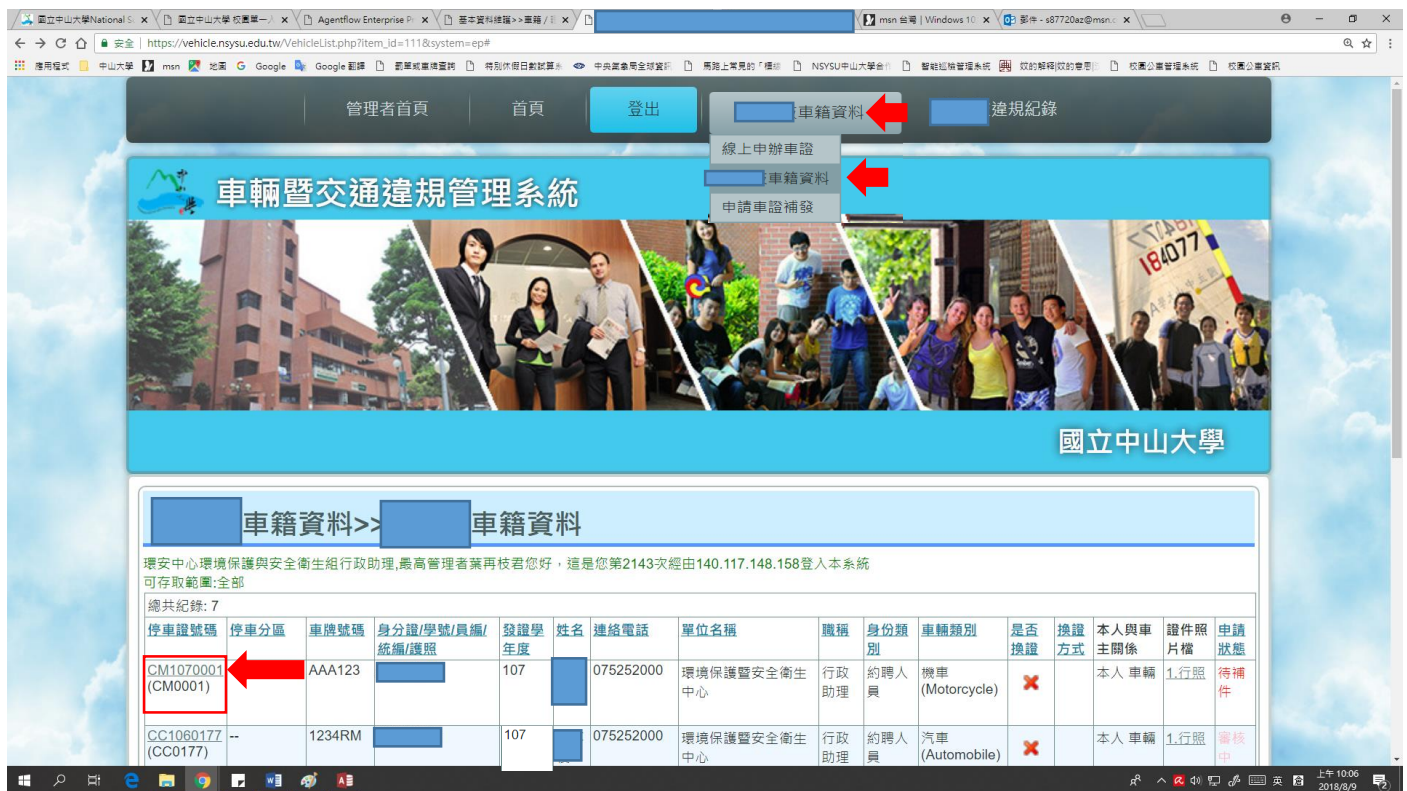 國立中山大學National S
國立中山大學 校園單一入
Agentflow Enterprise Pr
基本資料維護>>車籍 /
msn 台灣 | Windows 10
郵件 - s87720az@msn.c
安全 | https://vehicle.nsysu.edu.tw/VehicleList.php?item_id=111&system=ep#
應用程式 中山大學 msn 地圖 Google Google 翻譯 罰單或車牌查詢 特別休假日數試算系 中央氣象局全球資訊 馬路上常見的「標線 NSYSU中山大學 智能巡檢管理系統 校園公車管理系統 校園公車資訊
管理者首頁 首頁 登出 車籍資料 違規紀錄
線上申辦車證
車籍資料
申請車證補發
車輛暨交通違規管理系統
184077
國立中山大學
車籍資料>> 車籍資料
環安中心環境保護與安全衛生組行政助理,最高管理者葉再枝君您好,這是您第2143次經由140.117.148.158登入本系統
可存取範圍:全部
總共紀錄: 7
停車證號碼 停車分區 車牌號碼 身分證/學號/員編/統編/護照 發證學年度 姓名 連絡電話 單位名稱 職稱 身份類別 車輛類別 是否換證 換證方式 本人與車主關係 證件照片檔 申請狀態
CM1070001 (CM0001) AAA123 107 075252000 環境保護暨安全衛生中心 行政助理 約聘人員 機車 (Motorcycle) 本人 車輛 1.行照 待補件
CC1060177 (CC0177) -- 1234RM 107 075252000 環境保護暨安全衛生中心 行政助理 約聘人員 汽車 (Automobile) 本人 車輛 1.行照 審核中
英
上午 10:06
2018/8/9